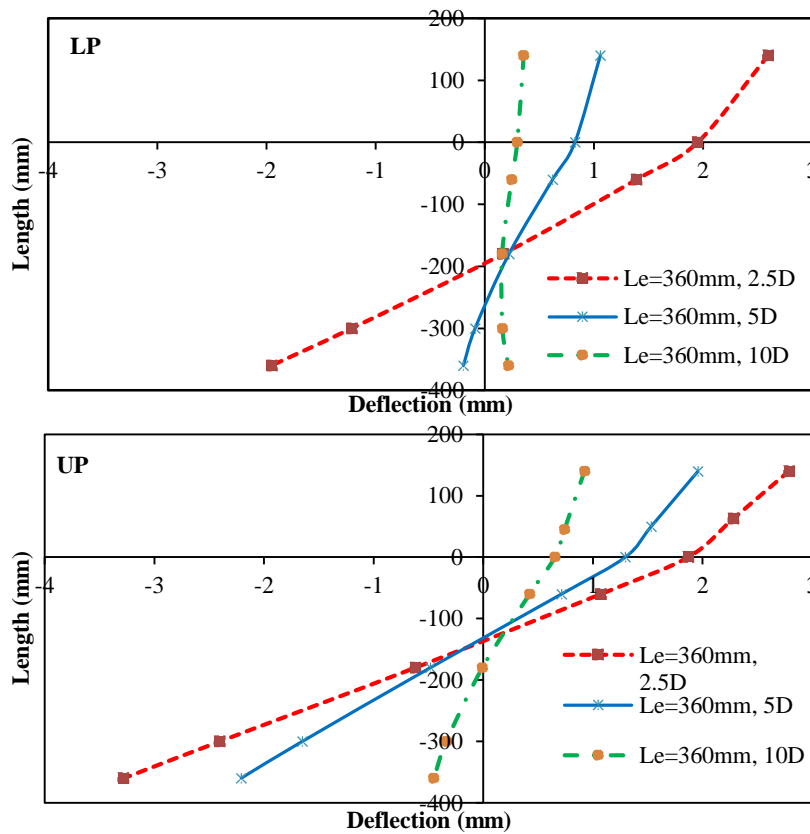 LP
200
100
0
-4
-3
-2
-1
0
1
2
3
-100
-200
-300
-400
Length (mm)
Le=360mm, 2.5D
Le=360mm, 5D
Le=360mm, 10D
Deflection (mm)
UP
200
100
0
-4
-3
-2
-1
0
1
2
3
-100
-200
-300
-400
Length (mm)
Le=360mm,
2.5D
Le=360mm, 5D
Le=360mm, 10D
Deflection (mm)